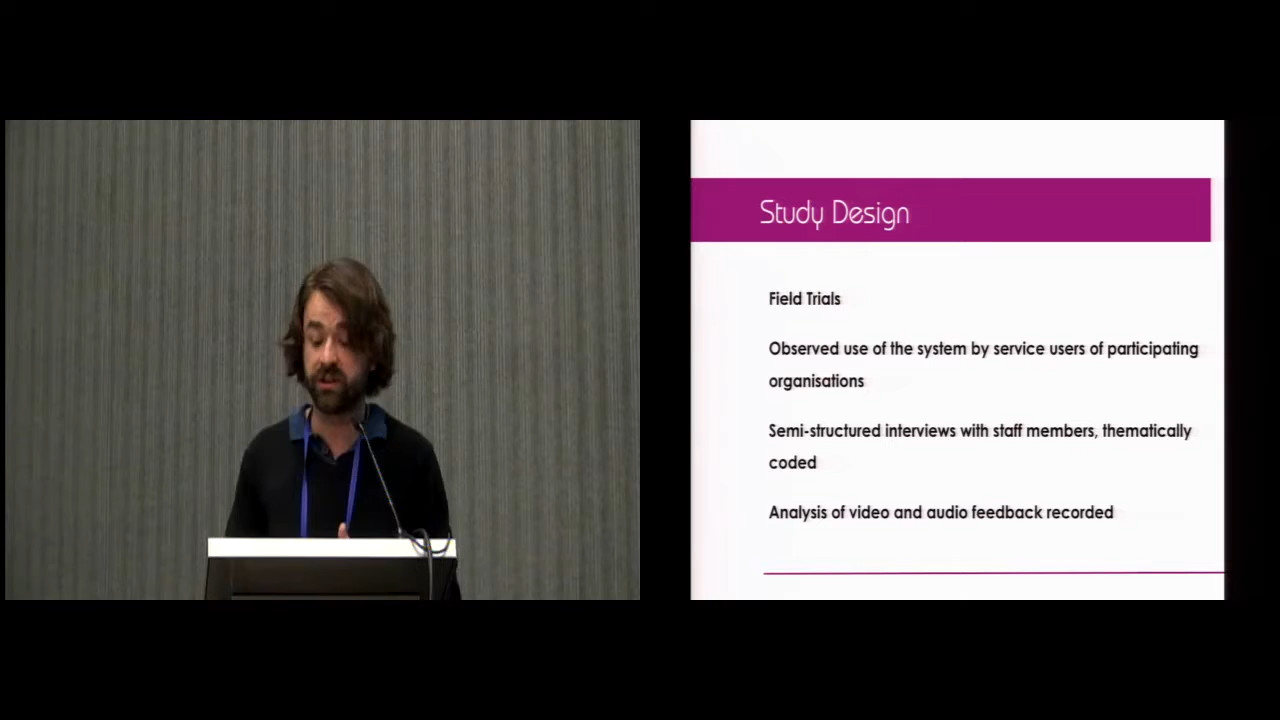 Study Design
Field Trials
Observed use of the system by service users of participating
organisations
Semi-structured interviews with staff members, thematically
coded
Analysis of video and audio feedback recorded